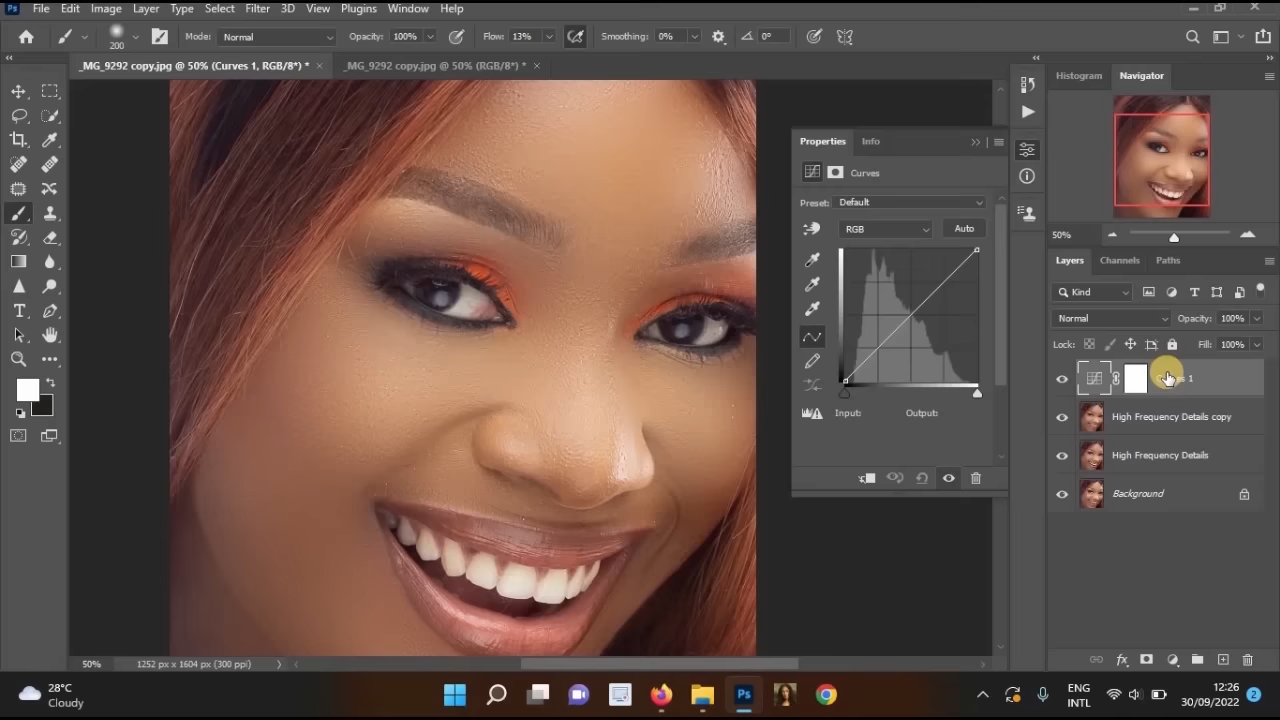 Ps File Edit Image Layer Type Select Filter 3D View Plugins Window Help
200 Mode: Normal Opacity: 100% Flow: 13% Smoothing: 0% 0°
_MG_9292 copy.jpg @ 50% (Curves 1, RGB/8*) * × _MG_9292 copy.jpg @ 50% (RGB/8*) * ×
Histogram Navigator
Properties Info
Curves
Preset: Default
RGB Auto
Input: Output:
50%
Layers Channels Paths
Kind
Normal Opacity: 100%
Lock: Fill: 100%
1
High Frequency Details copy
High Frequency Details
Background
50% 1252 px x 1604 px (300 ppi)
28°C
Cloudy
Ps
ENG
INTL
12:26
30/09/2022
2